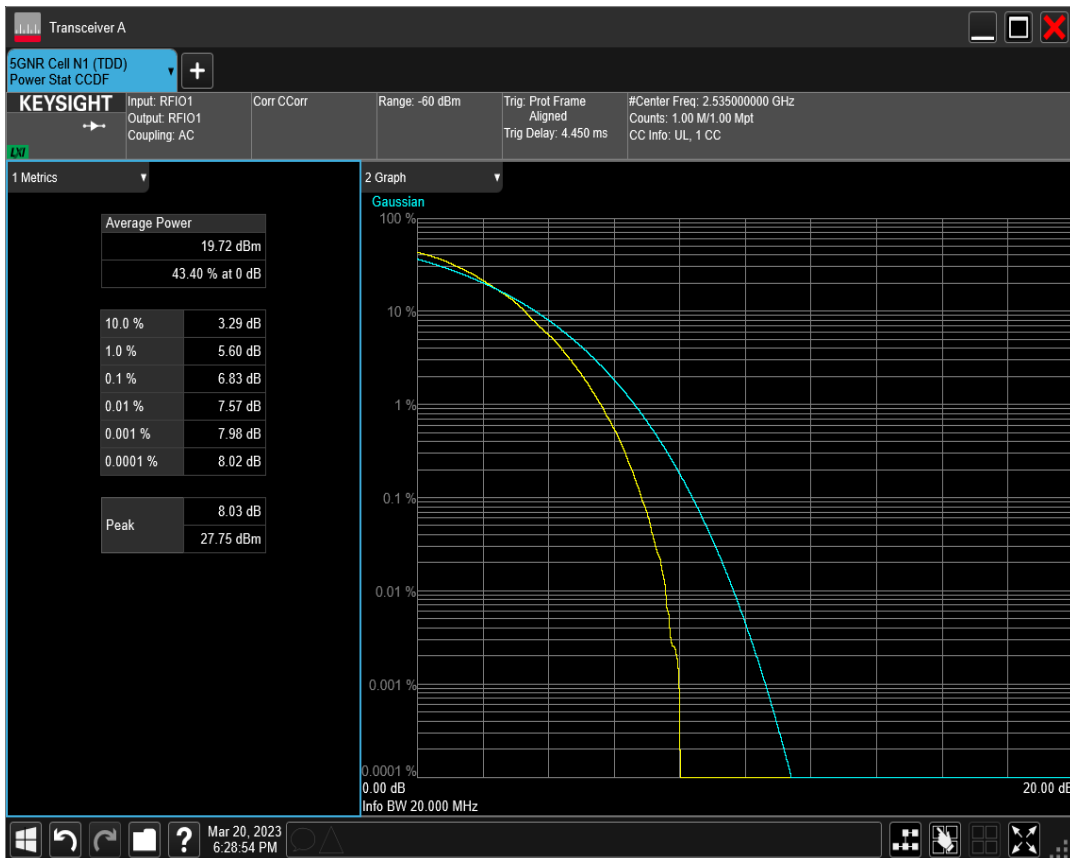 Transceiver A
5GNR Cell N1 (TDD)
Power Stat CCDF
KEYSIGHT
LXI
Input: RFIO1
Output: RFIO1
Coupling: AC
Corr CCorr
Range: -60 dBm
Trig: Prot Frame
Aligned
Trig Delay: 4.450 ms
#Center Freq: 2.535000000 GHz
Counts: 1.00 M/1.00 Mpt
CC Info: UL, 1 CC
1 Metrics
Average Power
19.72 dBm
43.40 % at 0 dB
10.0 % 3.29 dB
1.0 % 5.60 dB
0.1 % 6.83 dB
0.01 % 7.57 dB
0.001 % 7.98 dB
0.0001 % 8.02 dB
Peak 8.03 dB
27.75 dBm
2 Graph
Gaussian
100 %
10 %
1 %
0.1 %
0.01 %
0.001 %
0.0001 %
0.00 dB 20.00 dB
Info BW 20.000 MHz
Mar 20, 2023
6:28:54 PM